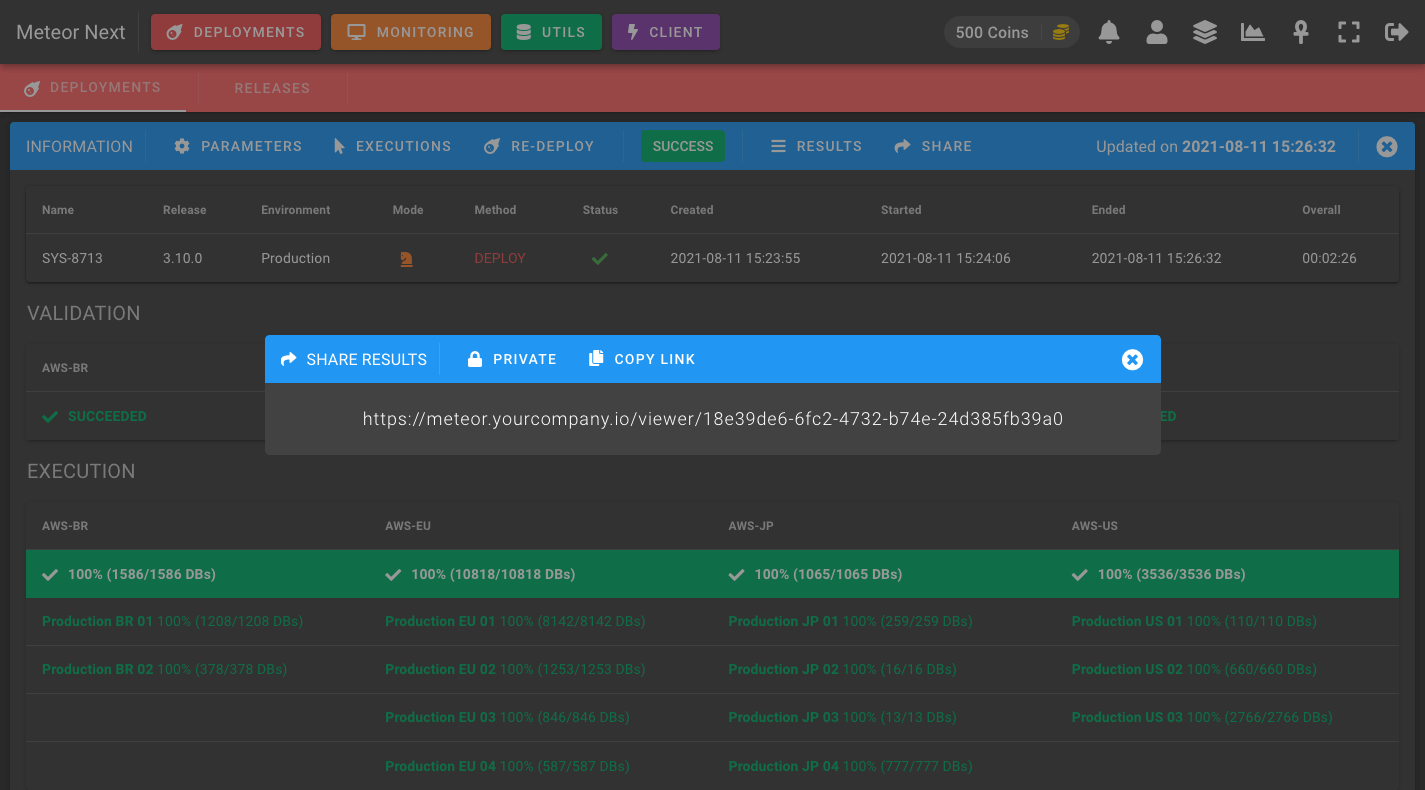 Meteor Next DEPLOYMENTS MONITORING UTILS CLIENT 500 Coins
DEPLOYMENTS RELEASES
INFORMATION PARAMETERS EXECUTIONS RE-DEPLOY SUCCESS RESULTS SHARE Updated on 2021-08-11 15:26:32
Name Release Environment Mode Method Status Created Started Ended Overall
SYS-8713 3.10.0 Production DEPLOY 2021-08-11 15:23:55 2021-08-11 15:24:06 2021-08-11 15:26:32 00:02:26
VALIDATION
SHARE RESULTS PRIVATE COPY LINK
AWS-BR
SUCCEEDED
https://meteor.yourcompany.io/viewer/18e39de6-6fc2-4732-b74e-24d385fb39a0
ED
EXECUTION
AWS-BR AWS-EU AWS-JP AWS-US
100% (1586/1586 DBs) 100% (10818/10818 DBs) 100% (1065/1065 DBs) 100% (3536/3536 DBs)
Production BR 01 100% (1208/1208 DBs) Production EU 01 100% (8142/8142 DBs) Production JP 01 100% (259/259 DBs) Production US 01 100% (110/110 DBs)
Production BR 02 100% (378/378 DBs) Production EU 02 100% (1253/1253 DBs) Production JP 02 100% (16/16 DBs) Production US 02 100% (660/660 DBs)
Production EU 03 100% (846/846 DBs) Production JP 03 100% (13/13 DBs) Production US 03 100% (2766/2766 DBs)
Production EU 04 100% (587/587 DBs) Production JP 04 100% (777/777 DBs)